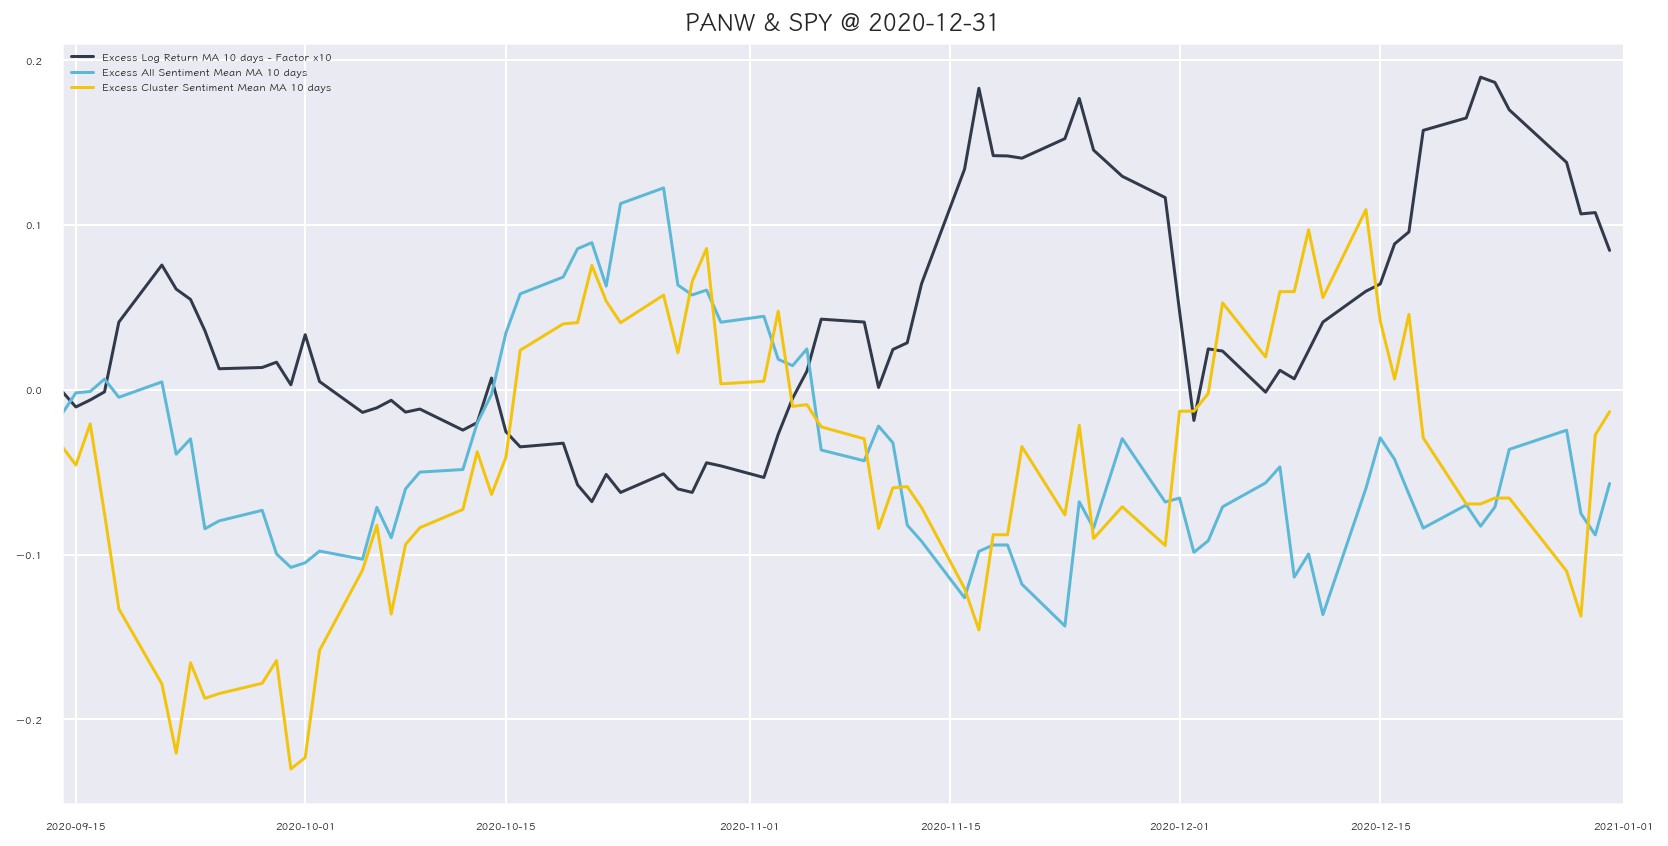 PANW & SPY @ 2020-12-31
Excess Log Return MA 10 days - Factor x10
Excess All Sentiment Mean MA 10 days
Excess Cluster Sentiment Mean MA 10 days
0.2
0.1
0.0
−0.1
−0.2
2020-09-15 2020-10-01 2020-10-15 2020-11-01 2020-11-15 2020-12-01 2020-12-15 2021-01-01